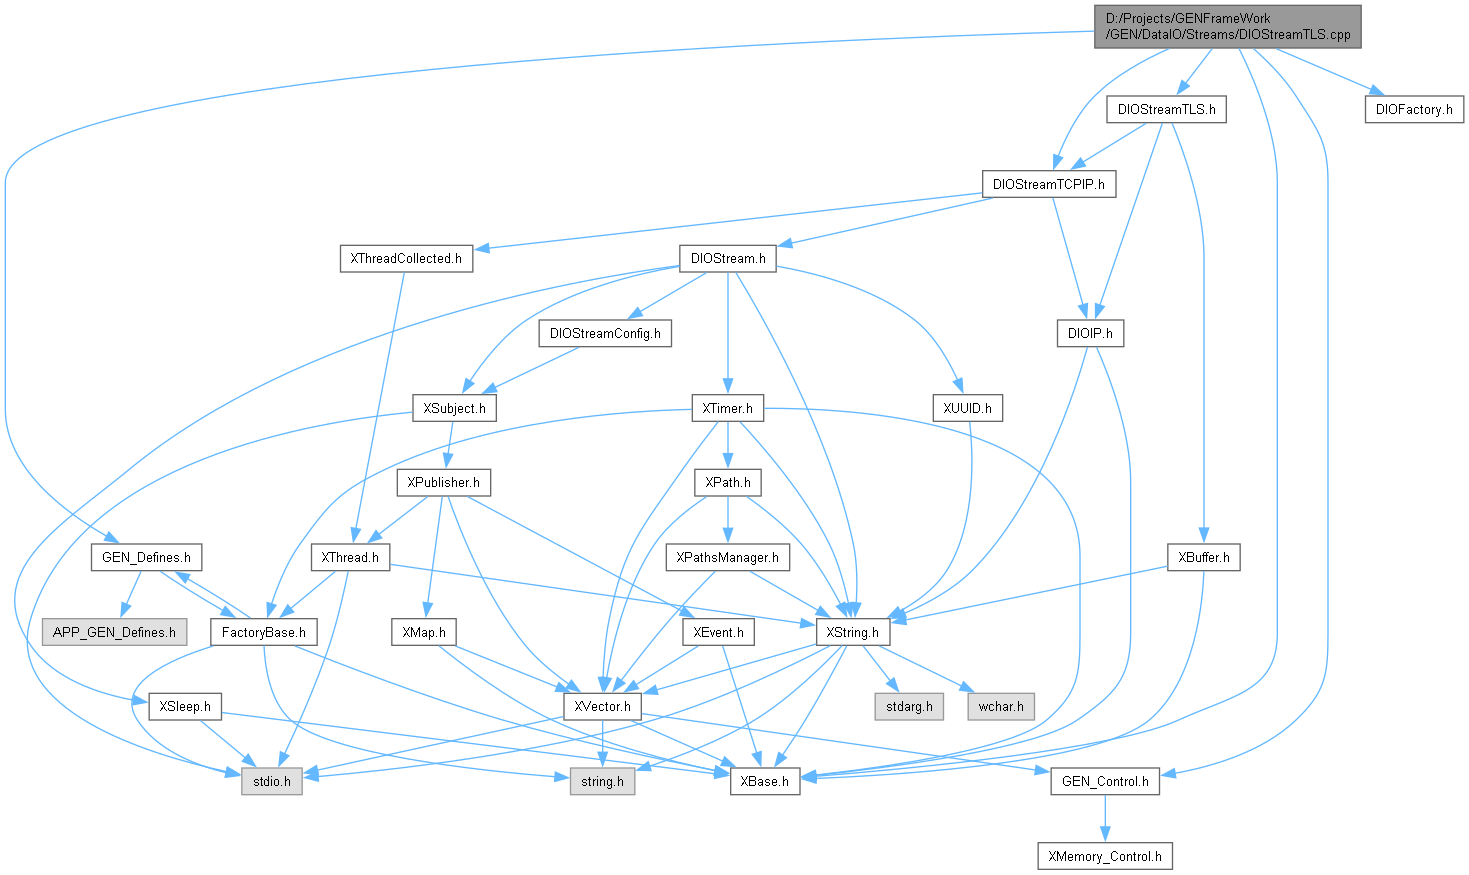 D:/Projects/GENFrameWork
/GEN/DataIO/Streams/DIOStreamTLS.cpp
DIOStreamTLS.h
DIOFactory.h
DIOStreamTCPIP.h
XThreadCollected.h
DIOStream.h
DIOStreamConfig.h
DIOIP.h
XSubject.h
XTimer.h
XUUID.h
XPublisher.h
XPath.h
GEN_Defines.h
XThread.h
XPathsManager.h
XBuffer.h
APP_GEN_Defines.h
FactoryBase.h
XMap.h
XEvent.h
XString.h
XSleep.h
XVector.h
stdarg.h
wchar.h
stdio.h
string.h
XBase.h
GEN_Control.h
XMemory_Control.h